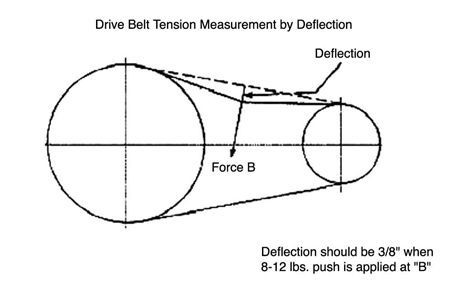 Drive Belt Tension Measurement by Deflection
Deflection
Force B
Deflection should be 3/8" when
8-12 lbs. push is applied at "B"